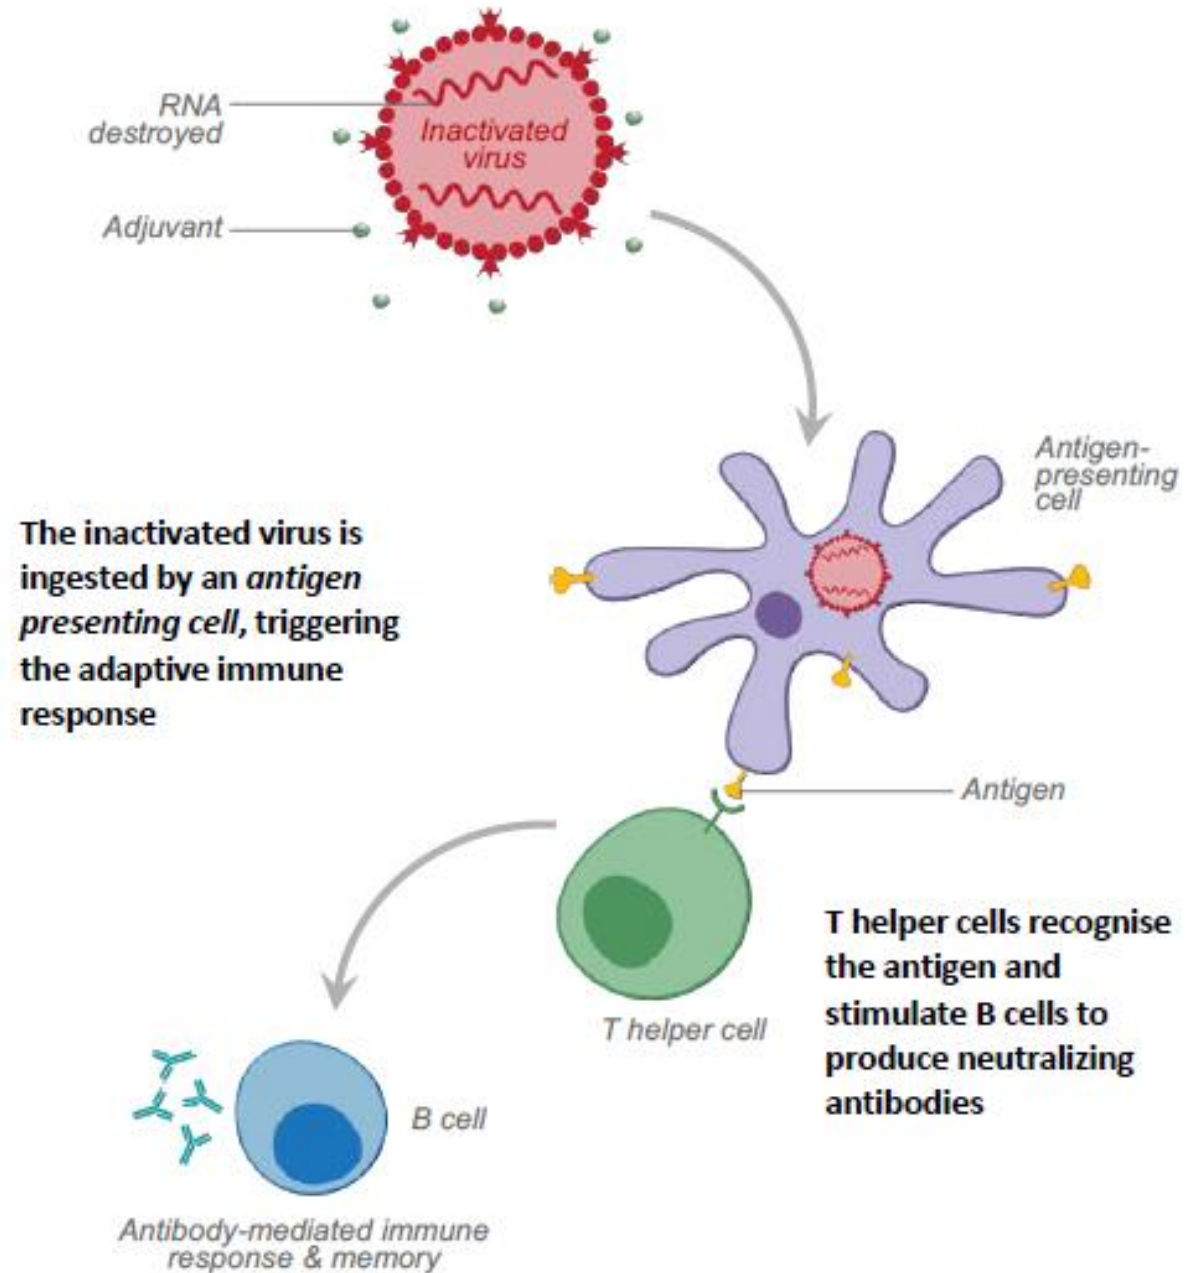 RNA
destroyed
Inactivated
virus
Adjuvant
Antigen-
presenting
cell
The inactivated virus is
ingested by an antigen
presenting cell, triggering
the adaptive immune
response
Antigen
T helper cells recognise
the antigen and
stimulate B cells to
produce neutralizing
antibodies
T helper cell
B cell
Antibody-mediated immune
response & memory